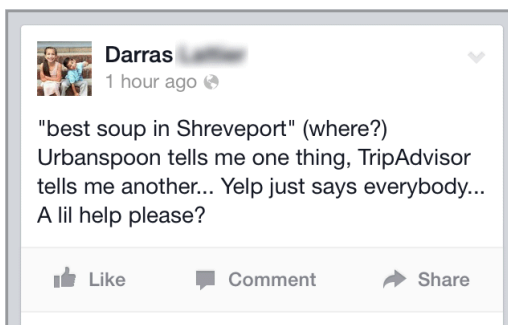 Darras
1 hour ago
"best soup in Shreveport" (where?)
Urbanspoon tells me one thing, TripAdvisor
tells me another... Yelp just says everybody...
A lil help please?
Like Comment Share